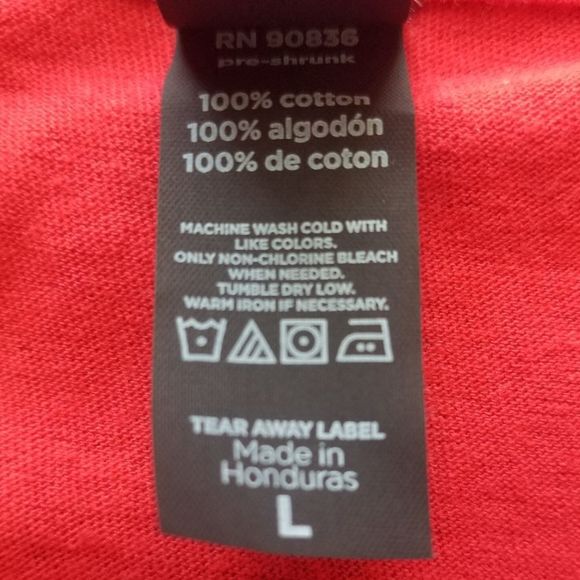 RN 90836
pre-shrunk
100% cotton
100% algodón
100% de coton
MACHINE WASH COLD WITH
LIKE COLORS.
ONLY NON-CHLORINE BLEACH
WHEN NEEDED.
TUMBLE DRY LOW.
WARM IRON IF NECESSARY.
TEAR AWAY LABEL
Made in
Honduras
L